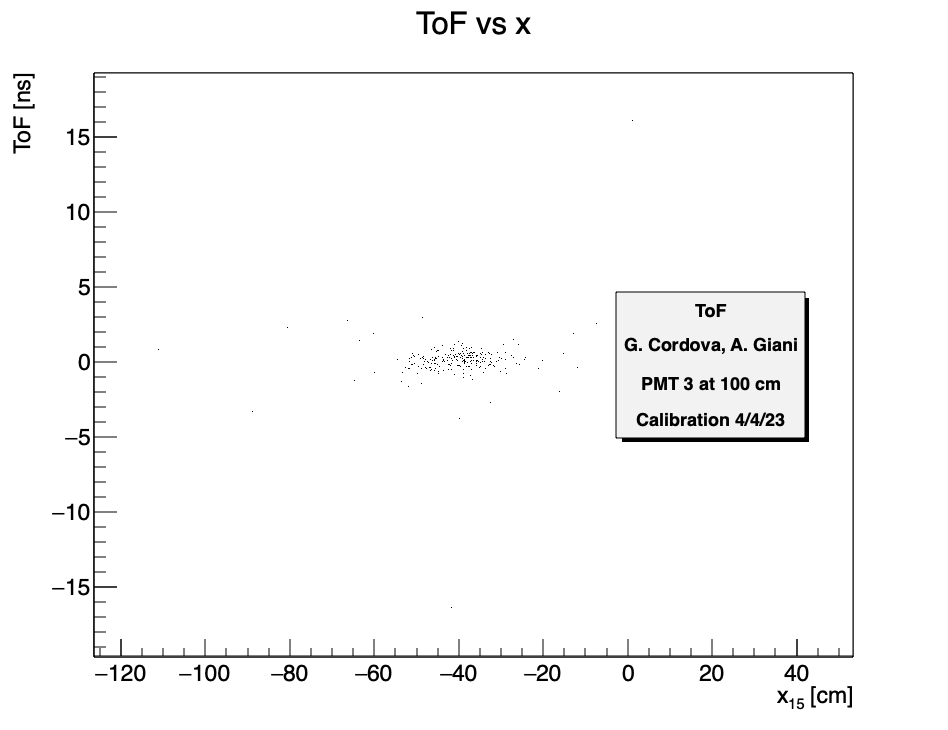 ToF vs x
ToF [ns]
15
10
5
0
−5
−10
−15
ToF
G. Cordova, A. Giani
PMT 3 at 100 cm
Calibration 4/4/23
−120 −100 −80 −60 −40 −20 0 20 40
x15 [cm]